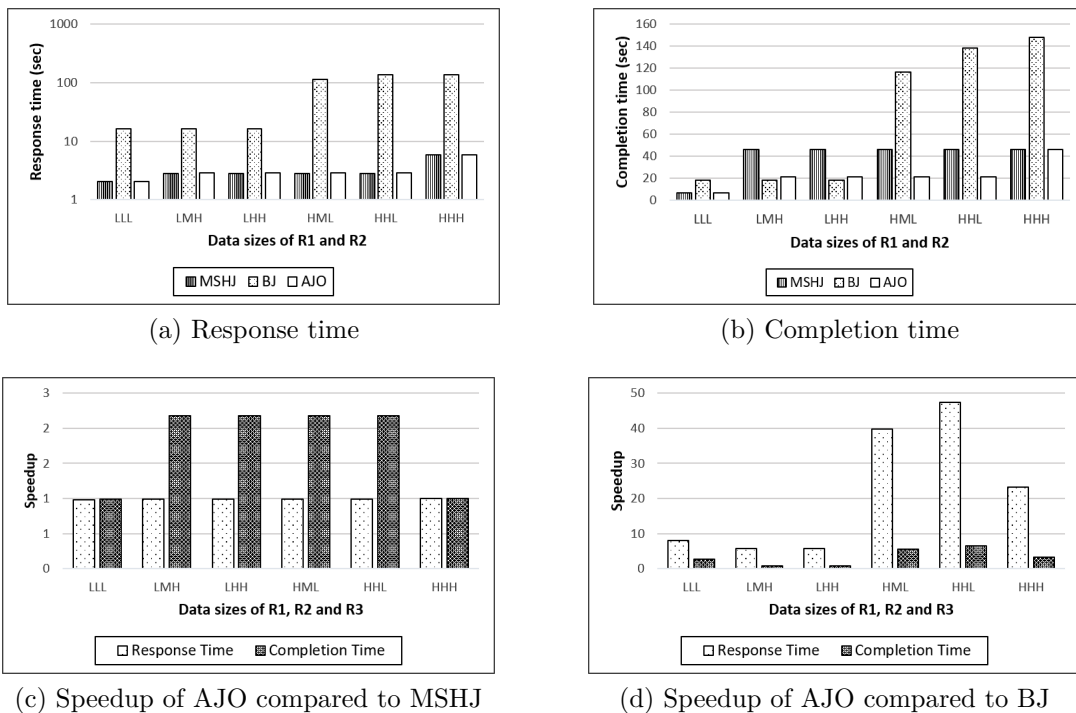 1000
100
10
1
Response time (sec)
LLL LMH LHH HML HHL HHH
Data sizes of R1 and R2
MSHJ BJ AJO
(a) Response time
160
140
120
100
80
60
40
20
0
Completion time (sec)
LLL LMH LHH HML HHL HHH
Data sizes of R1 and R2
MSHJ BJ AJO
(b) Completion time
3
2
2
1
1
0
Speedup
LLL LMH LHH HML HHL HHH
Data sizes of R1, R2 and R3
Response Time Completion Time
(c) Speedup of AJO compared to MSHJ
50
40
30
20
10
0
Speedup
LLL LMH LHH HML HHL HHH
Data sizes of R1, R2 and R3
Response Time Completion Time
(d) Speedup of AJO compared to BJ